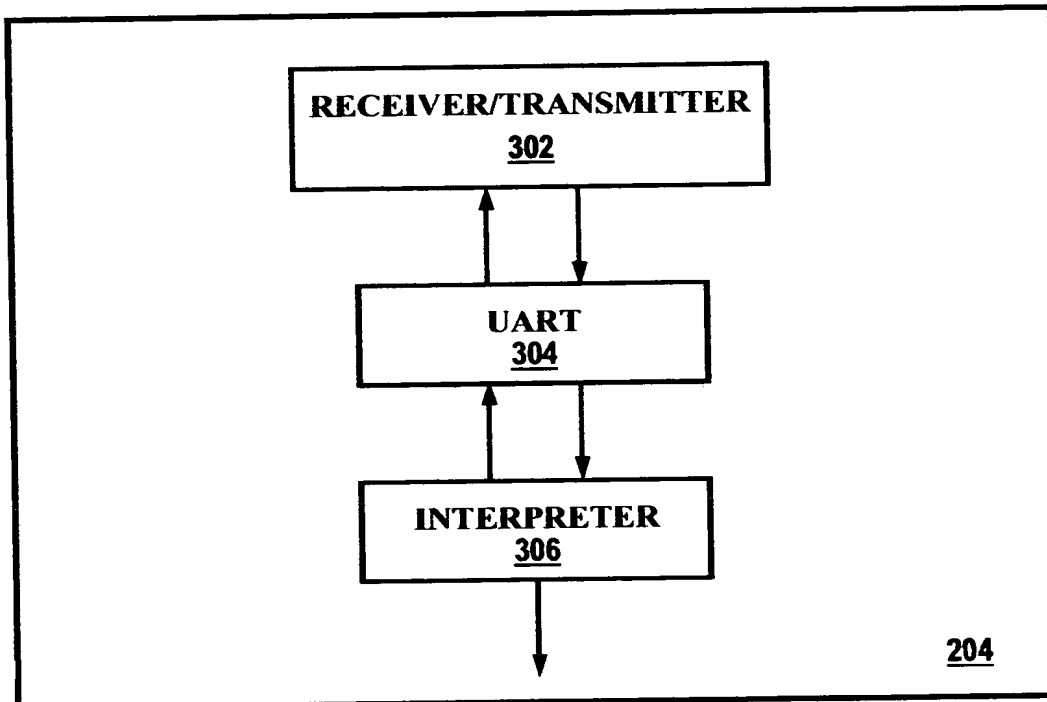 RECEIVER/TRANSMITTER
302
UART
304
INTERPRETER
306
204